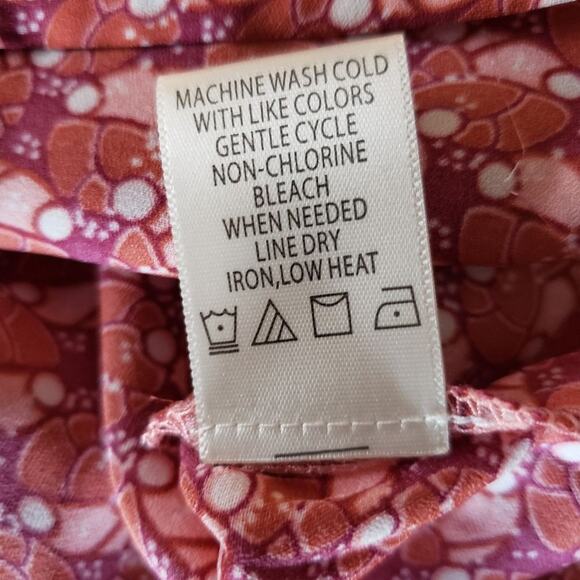 MACHINE WASH COLD
WITH LIKE COLORS
GENTLE CYCLE
NON-CHLORINE
BLEACH
WHEN NEEDED
LINE DRY
IRON,LOW HEAT